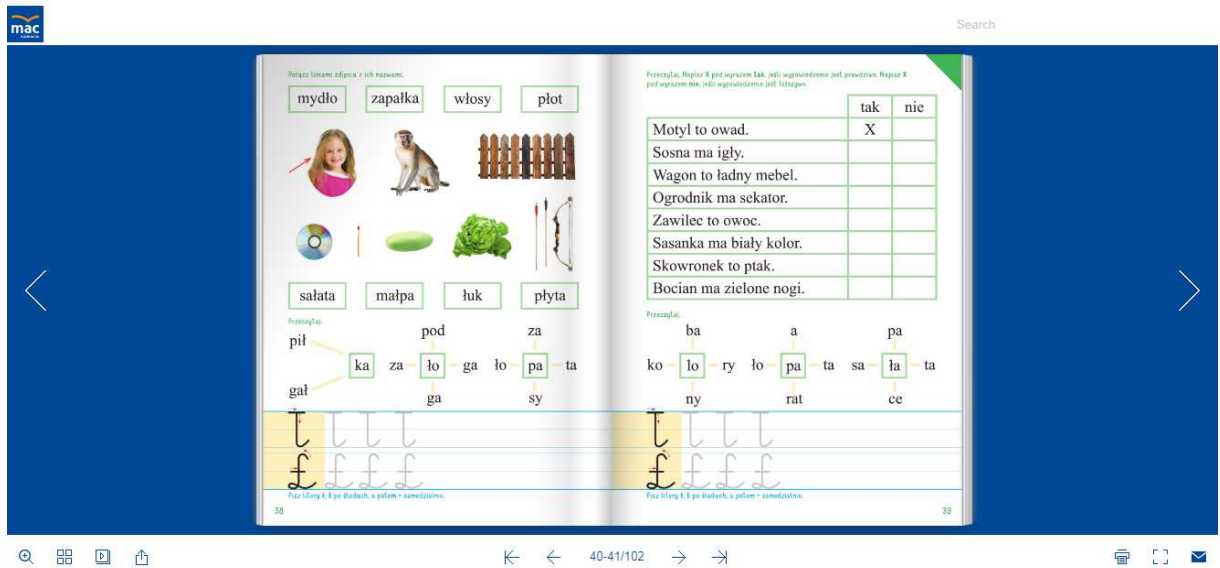 mac
EDUKACJA
Search
Połącz liniami zdjęcia z ich nazwami.
mydło zapałka włosy płot
sałata małpa łuk płyta
Przeczytaj.
pod za
pił
ka za ło ga ło pa ta
gał
ga sy
Pisz litery ł, Ł po śladach, a potem – samodzielnie.
38
Przeczytaj. Napisz X pod wyrazem tak, jeśli wypowiedzenie jest prawdziwe. Napisz X
pod wyrazem nie, jeśli wypowiedzenie jest fałszywe.
tak nie
Motyl to owad. X
Sosna ma igły.
Wagon to ładny mebel.
Ogrodnik ma sekator.
Zawilec to owoc.
Sasanka ma biały kolor.
Skowronek to ptak.
Bocian ma zielone nogi.
Przeczytaj.
ba a pa
ko lo ry ło pa ta sa ła ta
ny rat ce
ł ł ł ł
Ł Ł Ł Ł
ł ł ł ł
Ł Ł Ł Ł
Pisz litery ł, Ł po śladach, a potem – samodzielnie.
39
40-41/102